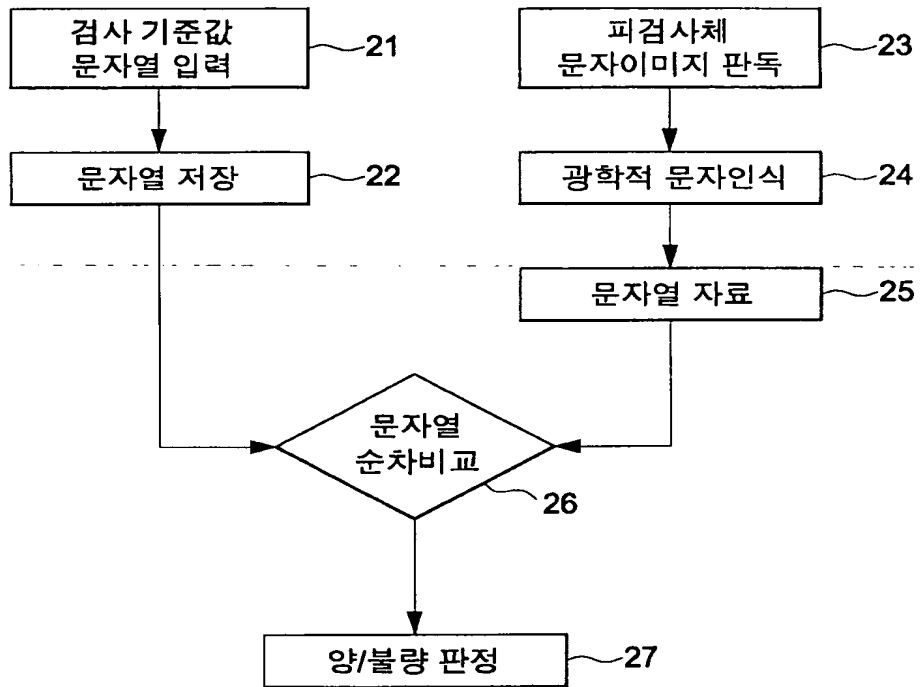 검사 기준값
문자열 입력
21
피검사체
문자이미지 판독
23
문자열 저장
22
광학적 문자인식
24
문자열 자료
25
문자열
순차비교
26
양/불량 판정
27